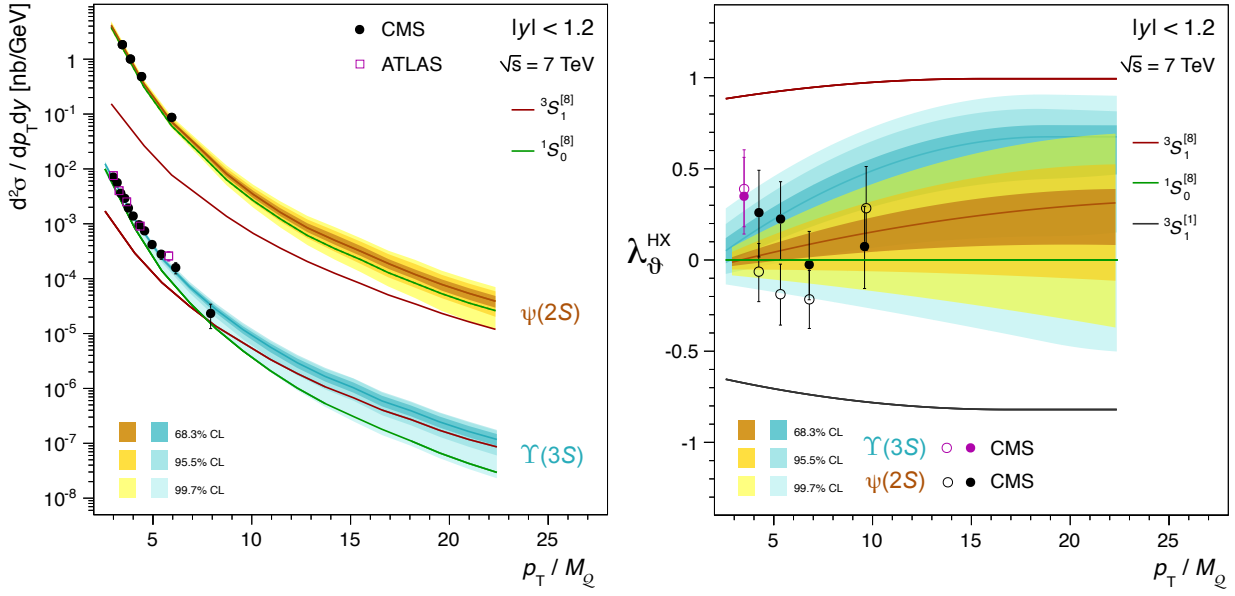 |y| < 1.2
CMS
ATLAS
√s = 7 TeV
³S₁^[8]
¹S₀^[8]
d²σ / dp_T dy [nb/GeV]
1
10⁻¹
10⁻²
10⁻³
10⁻⁴
10⁻⁵
10⁻⁶
10⁻⁷
10⁻⁸
ψ(2S)
ϒ(3S)
68.3% CL
95.5% CL
99.7% CL
5 10 15 20 25
p_T / M_𝒬
|y| < 1.2
√s = 7 TeV
1
0.5
0
-0.5
-1
λ_ϑ^HX
³S₁^[8]
¹S₀^[8]
³S₁^[1]
68.3% CL
95.5% CL
99.7% CL
ϒ(3S) CMS
ψ(2S) CMS
5 10 15 20 25
p_T / M_𝒬